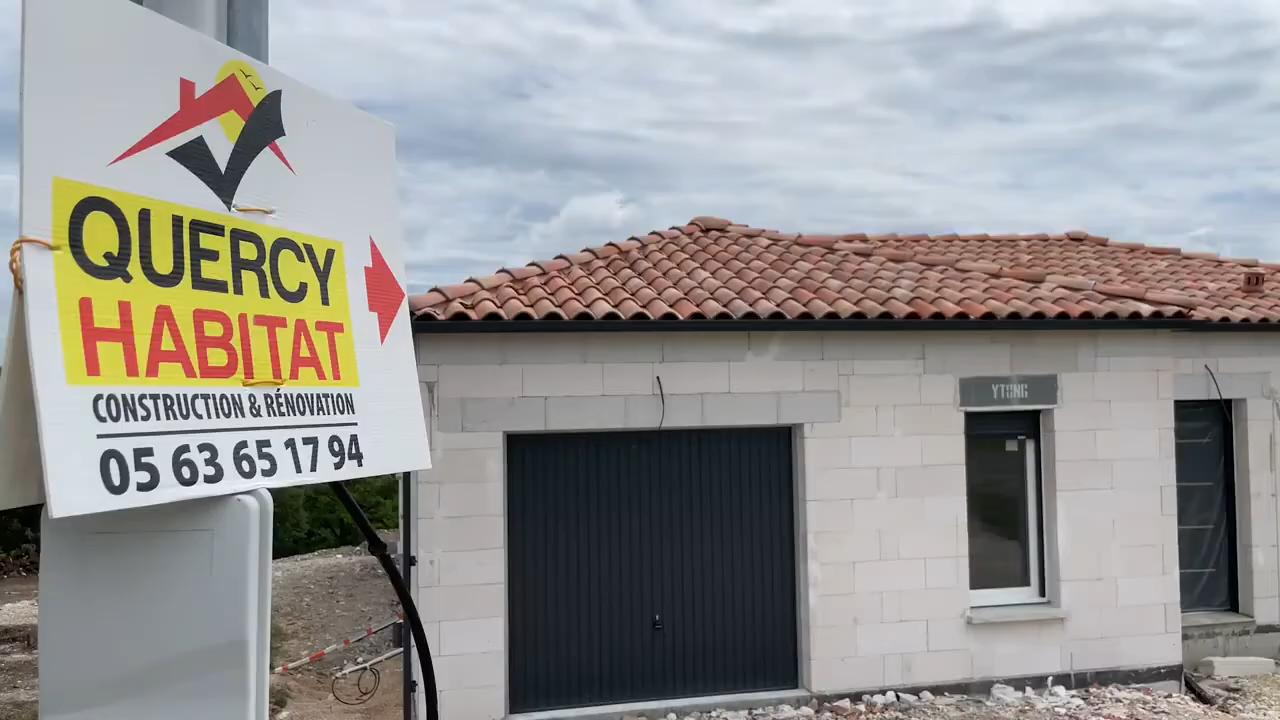 QUERCY
HABITAT
CONSTRUCTION & RÉNOVATION
05 63 65 17 94
YTONG